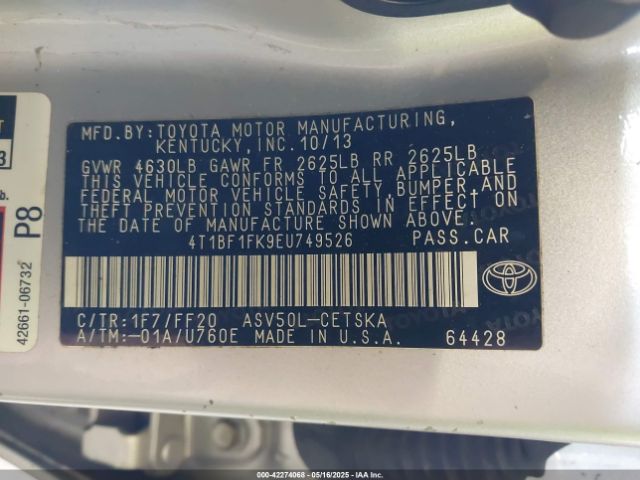 MFD.BY:TOYOTA MOTOR MANUFACTURING,
KENTUCKY,INC.10/13
GVWR 4630LB GAWR FR 2625LB RR 2625LB
THIS VEHICLE CONFORMS TO ALL APPLICABLE
FEDERAL MOTOR VEHICLE SAFETY, BUMPER,AND
THEFT PREVENTION STANDARDS IN EFFECT ON
THE DATE OF MANUFACTURE SHOWN ABOVE.
4T1BF1FK9EU749526 PASS.CAR
C/TR:1F7/FF20 ASV50L-CETSKA
A/TM:-01A/U760E MADE IN U.S.A. 64428
TOYOTA
T
3
b.
P8
42661-06732
000-42274068 - 05/16/2025 - IAA Inc.